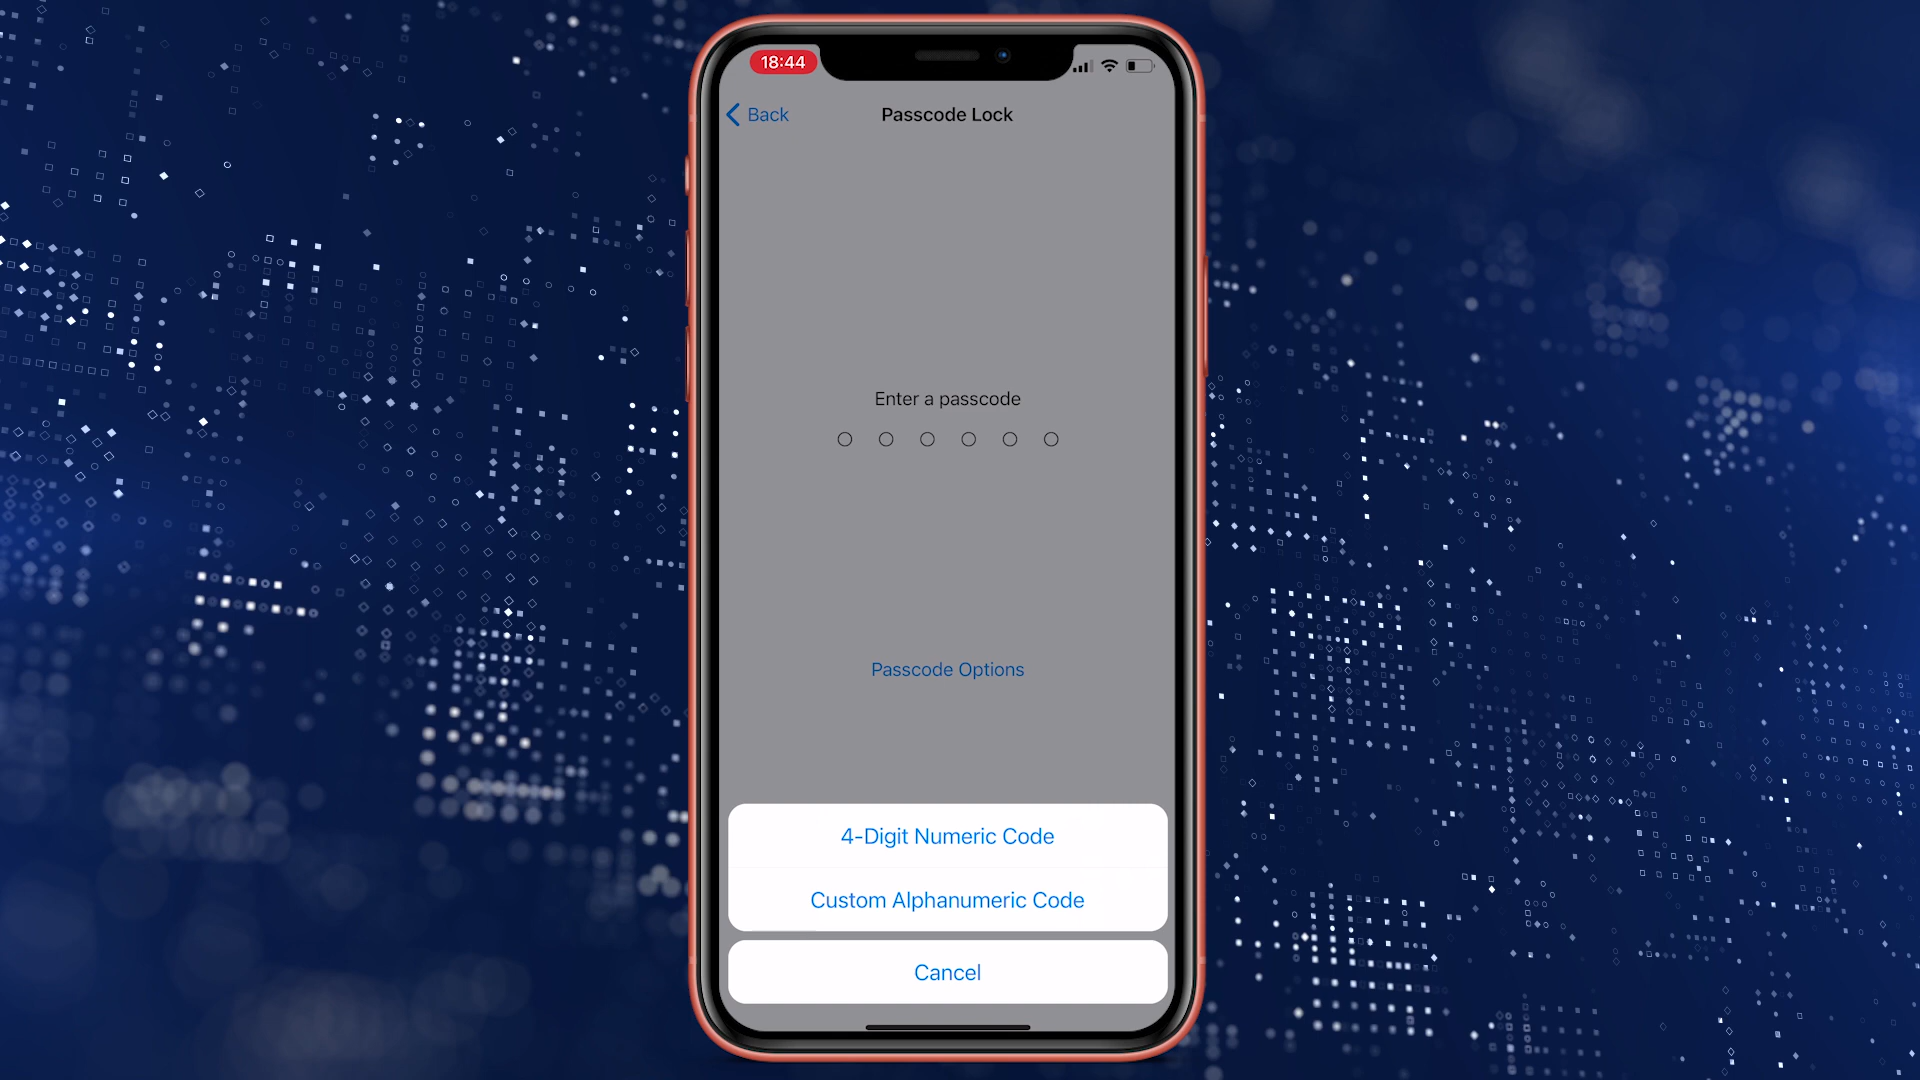 18:44
Back
Passcode Lock
Enter a passcode
Passcode Options
4-Digit Numeric Code
Custom Alphanumeric Code
Cancel